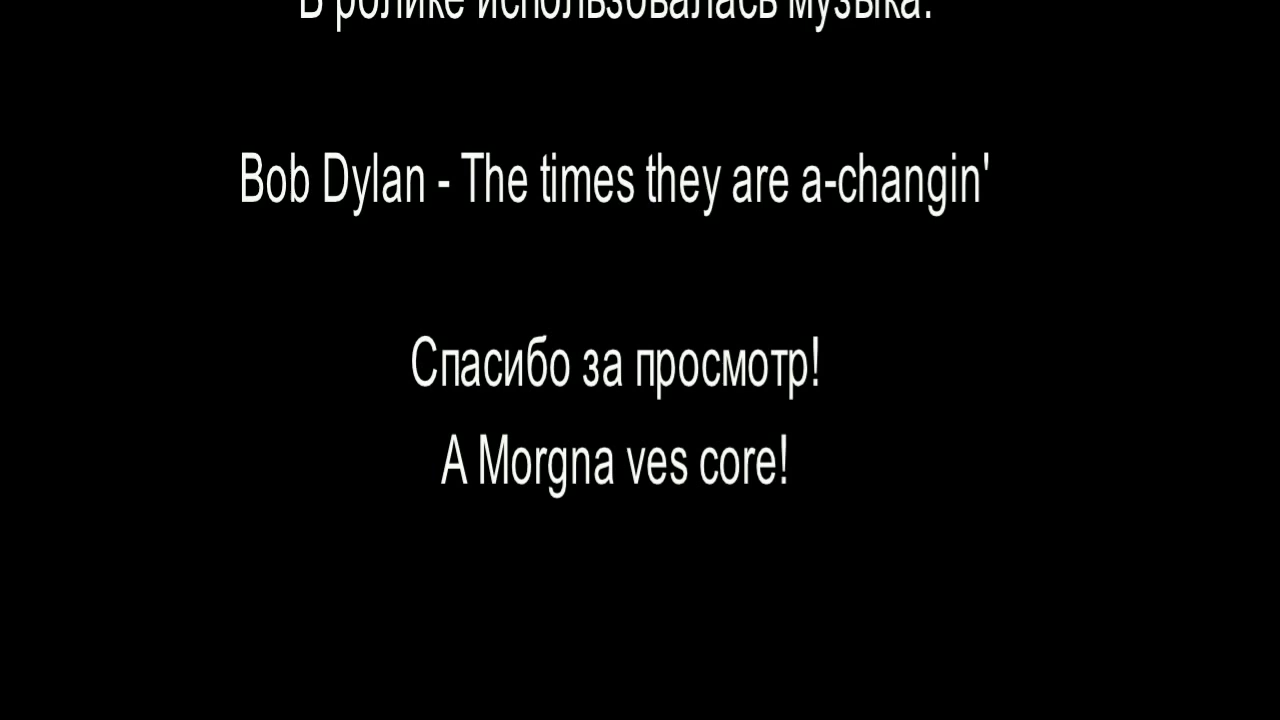 В ролике использовалась музыка:
Bob Dylan - The times they are a-changin'
Спасибо за просмотр!
A Morgna ves core!